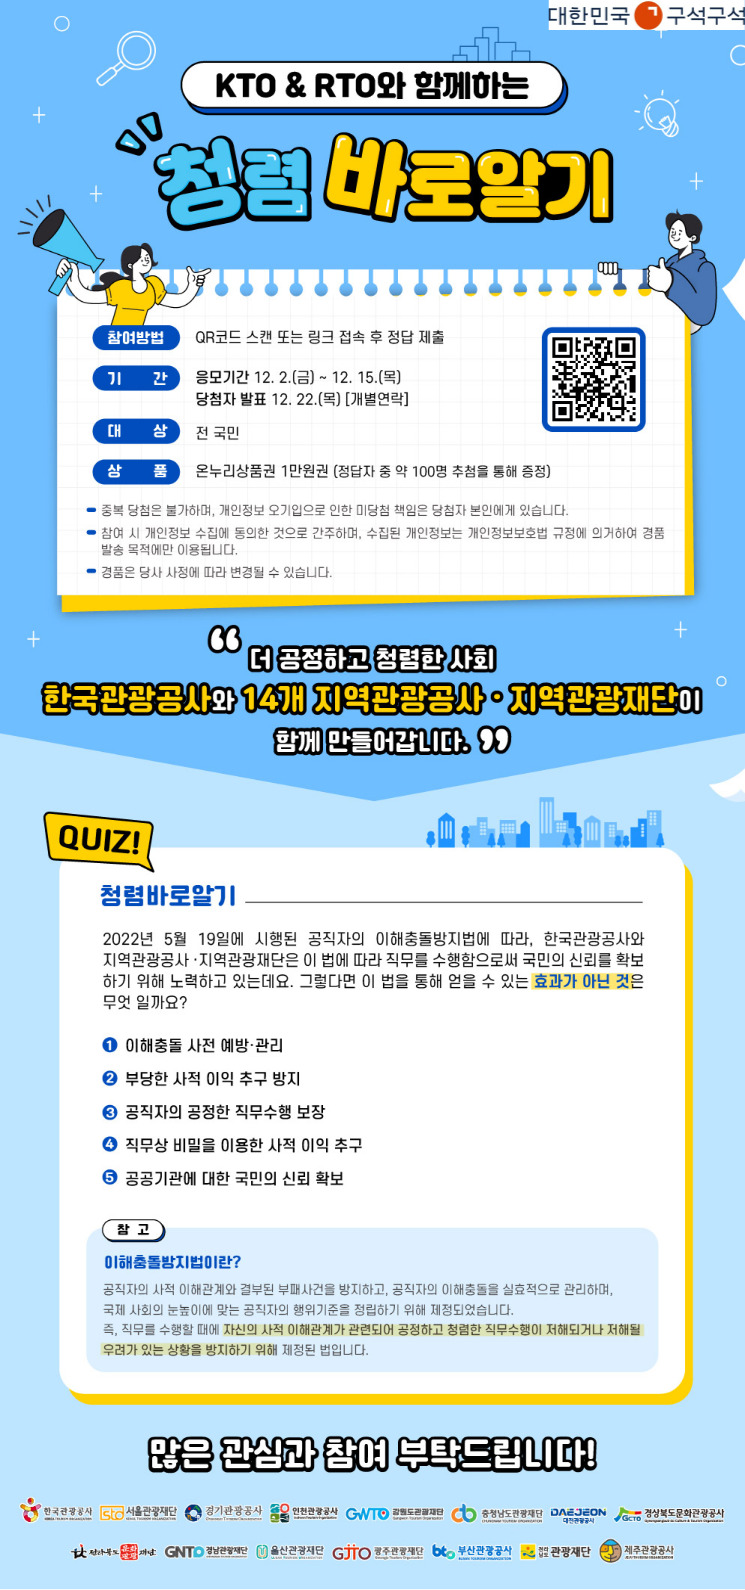 대한민국 구석구석
KTO & RTO와 함께하는
청렴 바로알기
참여방법 QR코드 스캔 또는 링크 접속 후 정답 제출
기 간 응모기간 12. 2.(금) ~ 12. 15.(목)
당첨자 발표 12. 22.(목) [개별연락]
대 상 전 국민
상 품 온누리상품권 1만원권 (정답자 중 약 100명 추첨을 통해 증정)
중복 당첨은 불가하며, 개인정보 오기입으로 인한 미당첨 책임은 당첨자 본인에게 있습니다.
참여 시 개인정보 수집에 동의한 것으로 간주하며, 수집된 개인정보는 개인정보보호법 규정에 의거하여 경품
발송 목적에만 이용됩니다.
경품은 당사 사정에 따라 변경될 수 있습니다.
“ 더 공정하고 청렴한 사회
한국관광공사와 14개 지역관광공사 · 지역관광재단이
함께 만들어갑니다. ”
QUIZ!
청렴바로알기
2022년 5월 19일에 시행된 공직자의 이해충돌방지법에 따라, 한국관광공사와
지역관광공사 ·지역관광재단은 이 법에 따라 직무를 수행함으로써 국민의 신뢰를 확보
하기 위해 노력하고 있는데요. 그렇다면 이 법을 통해 얻을 수 있는 효과가 아닌 것은
무엇 일까요?
1 이해충돌 사전 예방·관리
2 부당한 사적 이익 추구 방지
3 공직자의 공정한 직무수행 보장
4 직무상 비밀을 이용한 사적 이익 추구
5 공공기관에 대한 국민의 신뢰 확보
참 고
이해충돌방지법이란?
공직자의 사적 이해관계와 결부된 부패사건을 방지하고, 공직자의 이해충돌을 실효적으로 관리하며,
국제 사회의 눈높이에 맞는 공직자의 행위기준을 정립하기 위해 제정되었습니다.
즉, 직무를 수행할 때에 자신의 사적 이해관계가 관련되어 공정하고 청렴한 직무수행이 저해되거나 저해될
우려가 있는 상황을 방지하기 위해 제정된 법입니다.
많은 관심과 참여 부탁드립니다!
한국관광공사 sto 서울관광재단 경기관광공사 인천관광공사 GWTO 강원도관광재단 충청남도관광재단 DAEJEON 대전관광공사 GCTO 경상북도문화관광공사
전라북도 문화관광재단 GNTO 경남관광재단 울산관광재단 GJTO 광주관광재단 bto 부산관광공사 전라남도 관광재단 제주관광공사